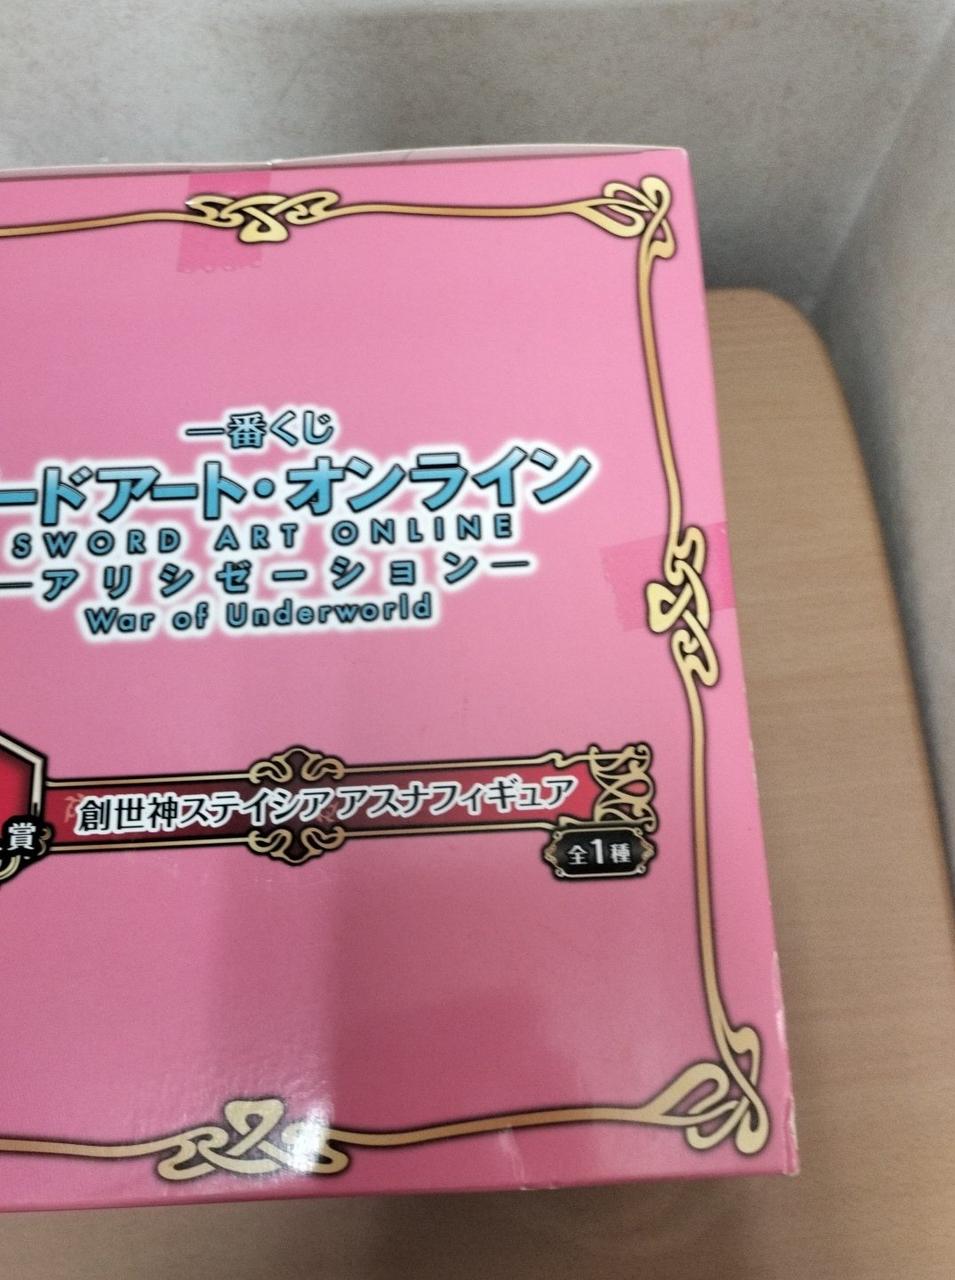 一番くじ
ードアート・オンライン
SWORD ART ONLINE
ーアリシゼーションー
War of Underworld
創世神ステイシア アスナフィギュア
賞
全1種